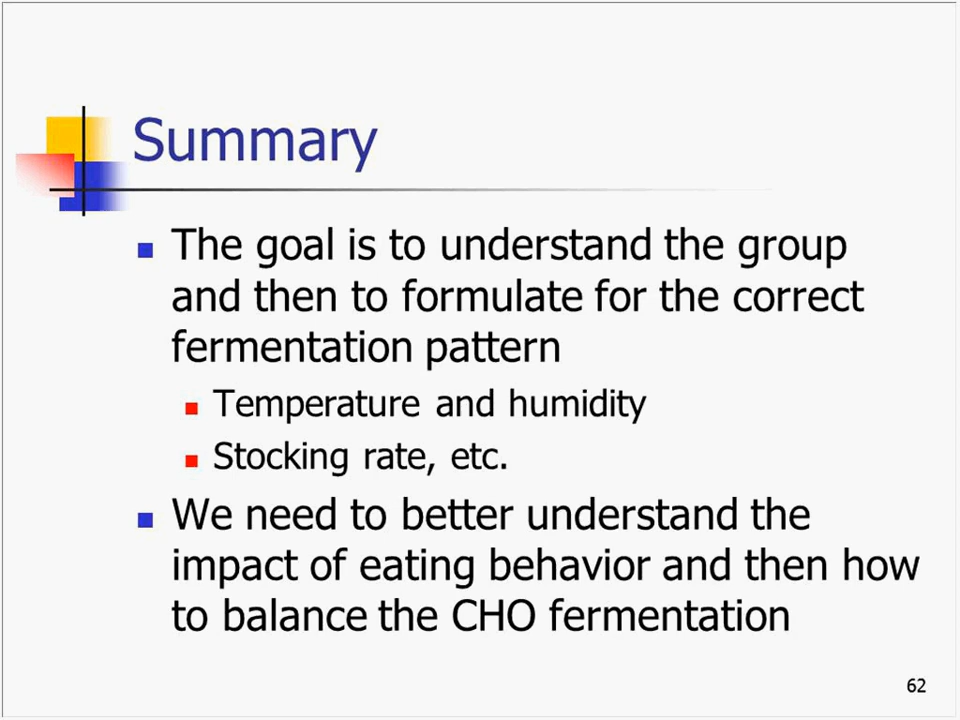 Summary
The goal is to understand the group
and then to formulate for the correct
fermentation pattern
Temperature and humidity
Stocking rate, etc.
We need to better understand the
impact of eating behavior and then how
to balance the CHO fermentation
62